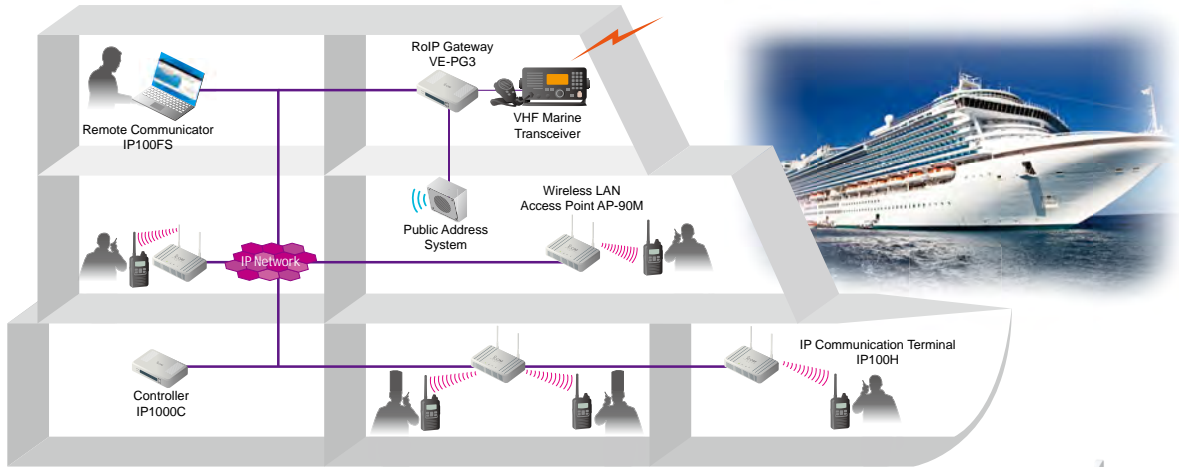 RoIP Gateway
VE-PG3
Remote Communicator
IP100FS
VHF Marine
Transceiver
Wireless LAN
Access Point AP-90M
Public Address
System
IP Network
IP Communication Terminal
IP100H
Controller
IP1000C